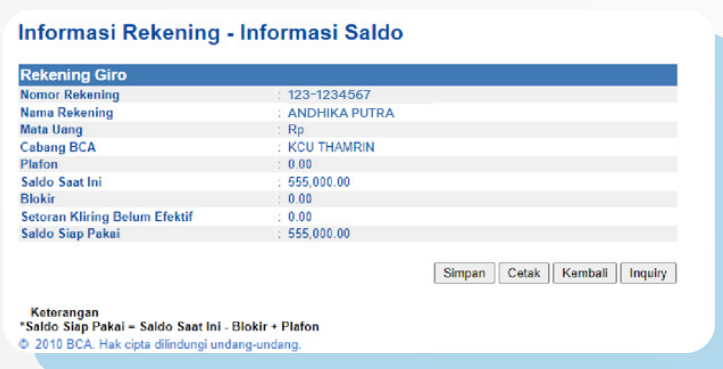 Informasi Rekening - Informasi Saldo
Rekening Giro
Nomor Rekening : 123-1234567
Nama Rekening : ANDHIKA PUTRA
Mata Uang : Rp
Cabang BCA : KCU THAMRIN
Plafon : 0.00
Saldo Saat Ini : 555,000.00
Blokir : 0.00
Setoran Kliring Belum Efektif : 0.00
Saldo Siap Pakai : 555,000.00
Simpan Cetak Kembali Inquiry
Keterangan
*Saldo Siap Pakai = Saldo Saat Ini - Blokir + Plafon
© 2010 BCA. Hak cipta dilindungi undang-undang.